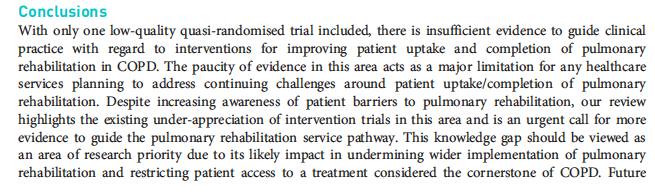 Conclusions
With only one low-quality quasi-randomised trial included, there is insufficient evidence to guide clinical
practice with regard to interventions for improving patient uptake and completion of pulmonary
rehabilitation in COPD. The paucity of evidence in this area acts as a major limitation for any healthcare
services planning to address continuing challenges around patient uptake/completion of pulmonary
rehabilitation. Despite increasing awareness of patient barriers to pulmonary rehabilitation, our review
highlights the existing under-appreciation of intervention trials in this area and is an urgent call for more
evidence to guide the pulmonary rehabilitation service pathway. This knowledge gap should be viewed as
an area of research priority due to its likely impact in undermining wider implementation of pulmonary
rehabilitation and restricting patient access to a treatment considered the cornerstone of COPD. Future